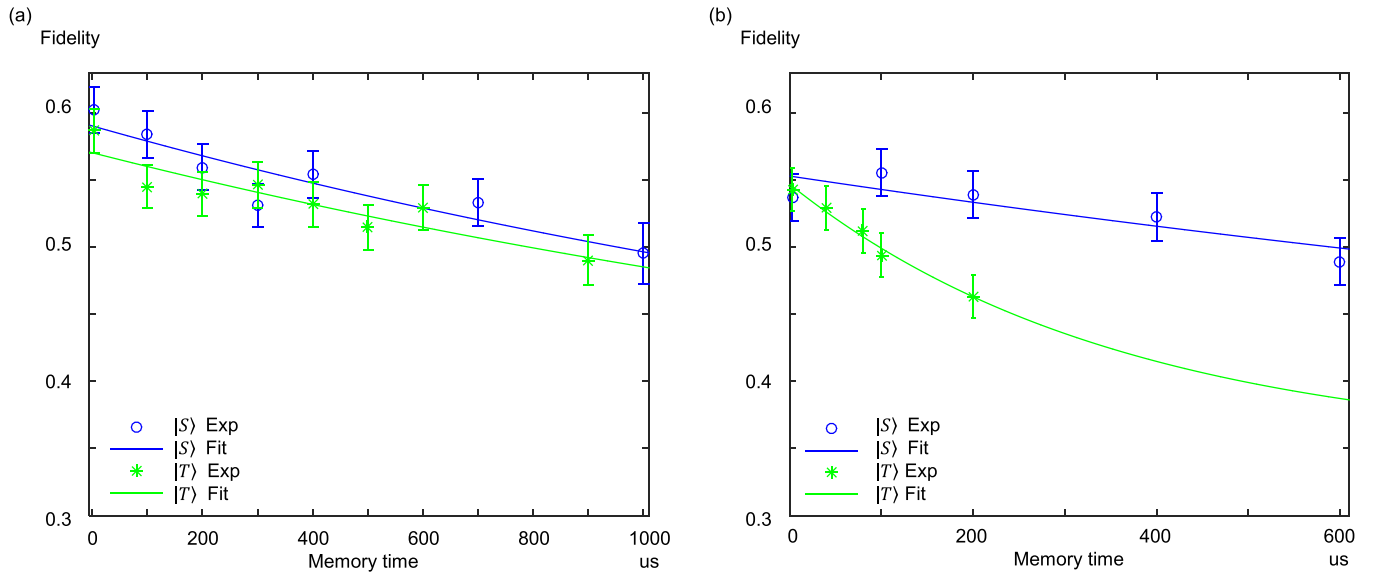 (a)
Fidelity
0.6
0.5
0.4
0.3
|S⟩ Exp
|S⟩ Fit
|T⟩ Exp
|T⟩ Fit
0 200 400 600 800 1000
Memory time us
(b)
Fidelity
0.6
0.5
0.4
0.3
|S⟩ Exp
|S⟩ Fit
|T⟩ Exp
|T⟩ Fit
0 200 400 600
Memory time us